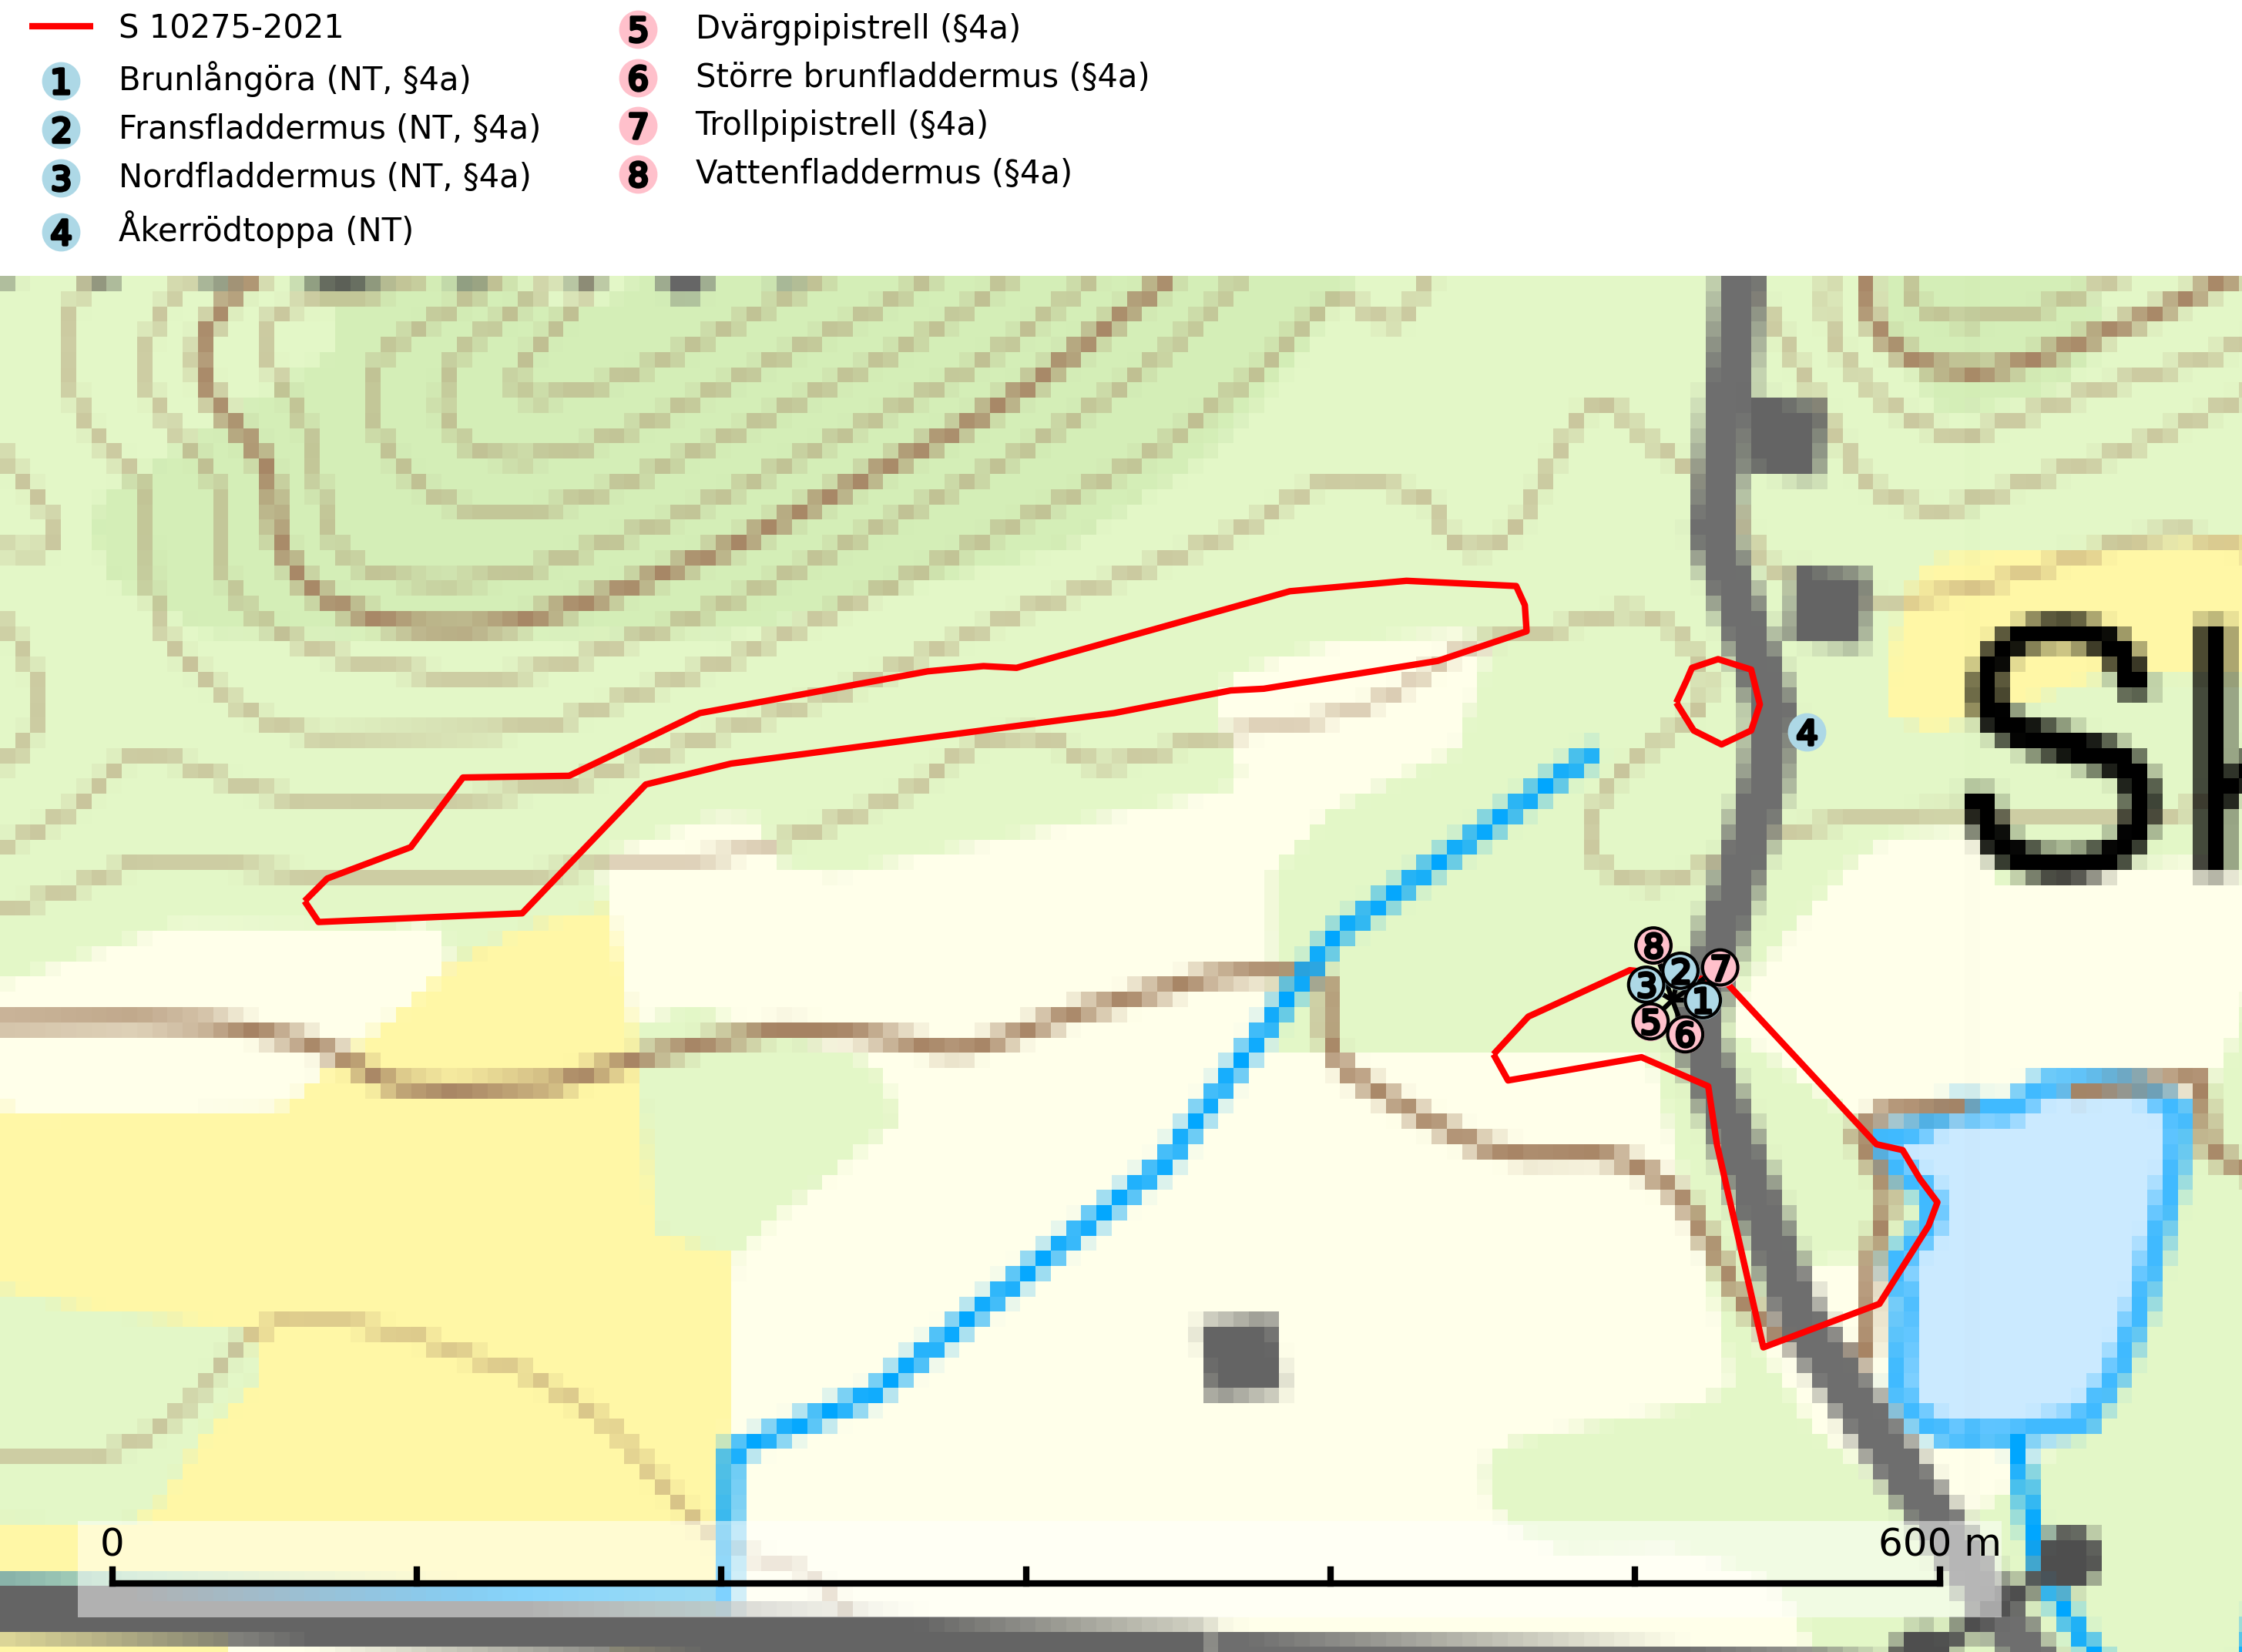 S 10275-2021
1 Brunlångöra (NT, §4a)
2 Fransfladdermus (NT, §4a)
3 Nordfladdermus (NT, §4a)
4 Åkerrödtoppa (NT)
5 Dvärgpipistrell (§4a)
6 Större brunfladdermus (§4a)
7 Trollpipistrell (§4a)
8 Vattenfladdermus (§4a)
4
8
2
7
3
1
5
6
0
600 m